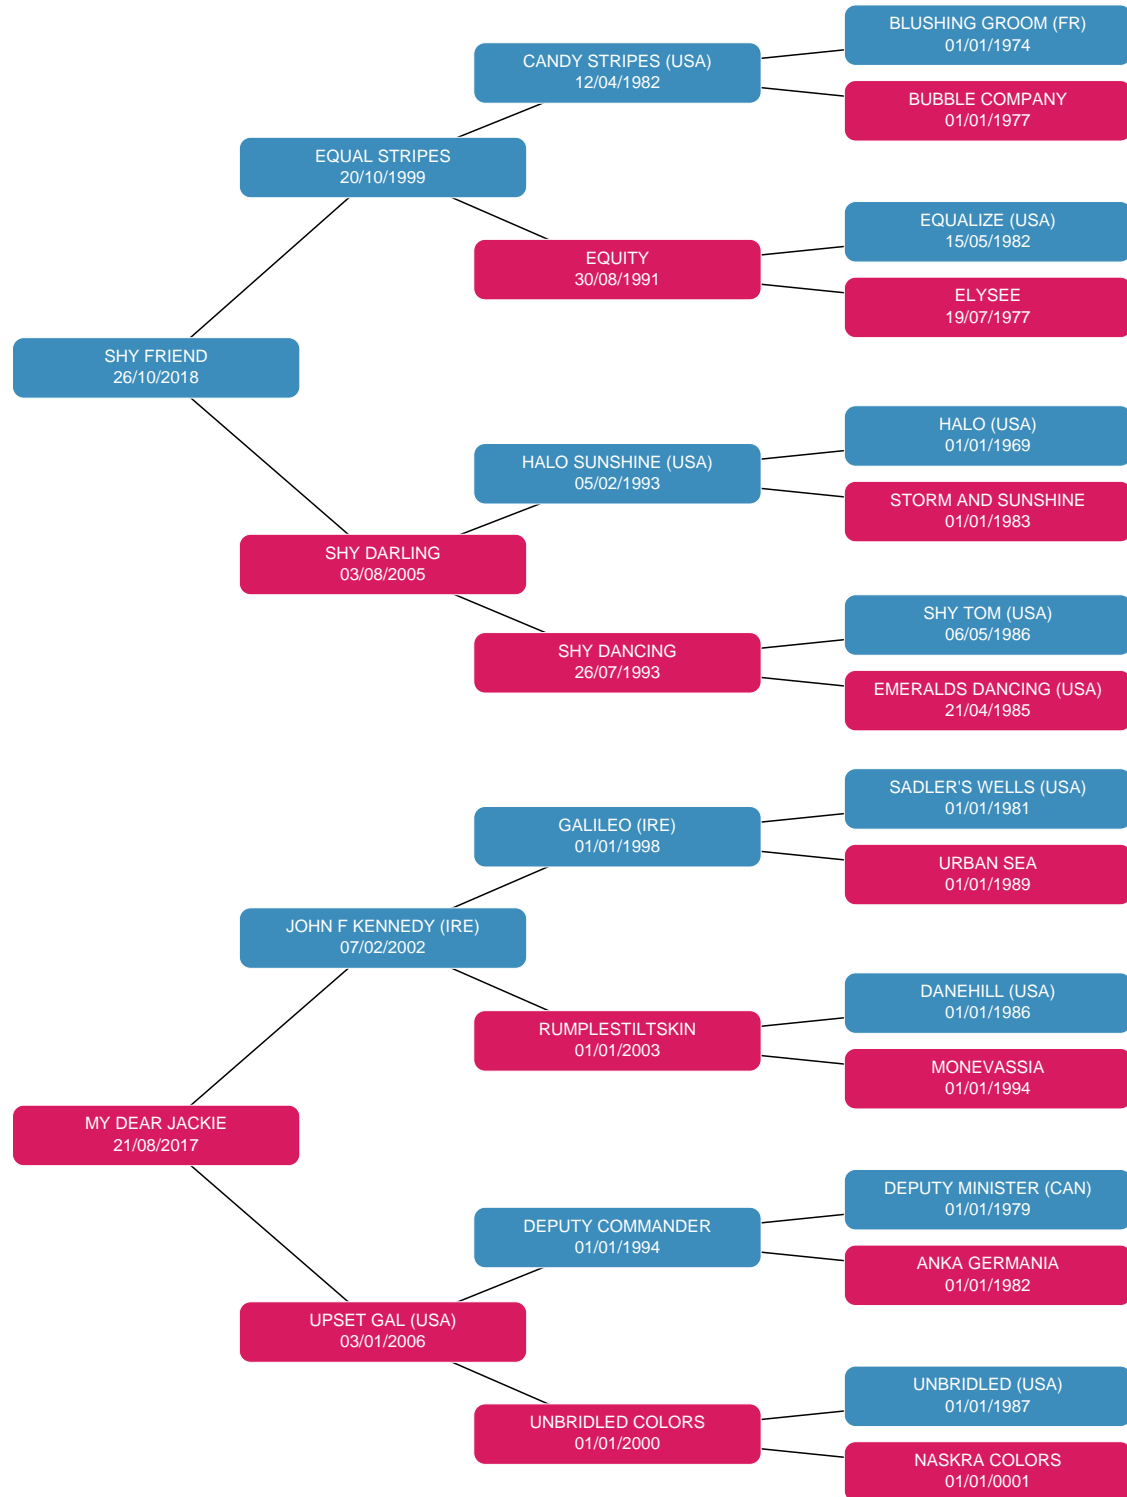 BLUSHING GROOM (FR)
01/01/1974
CANDY STRIPES (USA)
12/04/1982
BUBBLE COMPANY
01/01/1977
EQUAL STRIPES
20/10/1999
EQUALIZE (USA)
15/05/1982
EQUITY
30/08/1991
ELYSEE
19/07/1977
SHY FRIEND
26/10/2018
HALO (USA)
01/01/1969
HALO SUNSHINE (USA)
05/02/1993
STORM AND SUNSHINE
01/01/1983
SHY DARLING
03/08/2005
SHY TOM (USA)
06/05/1986
SHY DANCING
26/07/1993
EMERALDS DANCING (USA)
21/04/1985
SADLER'S WELLS (USA)
01/01/1981
GALILEO (IRE)
01/01/1998
URBAN SEA
01/01/1989
JOHN F KENNEDY (IRE)
07/02/2002
DANEHILL (USA)
01/01/1986
RUMPLESTILTSKIN
01/01/2003
MONEVASSIA
01/01/1994
MY DEAR JACKIE
21/08/2017
DEPUTY MINISTER (CAN)
01/01/1979
DEPUTY COMMANDER
01/01/1994
ANKA GERMANIA
01/01/1982
UPSET GAL (USA)
03/01/2006
UNBRIDLED (USA)
01/01/1987
UNBRIDLED COLORS
01/01/2000
NASKRA COLORS
01/01/0001